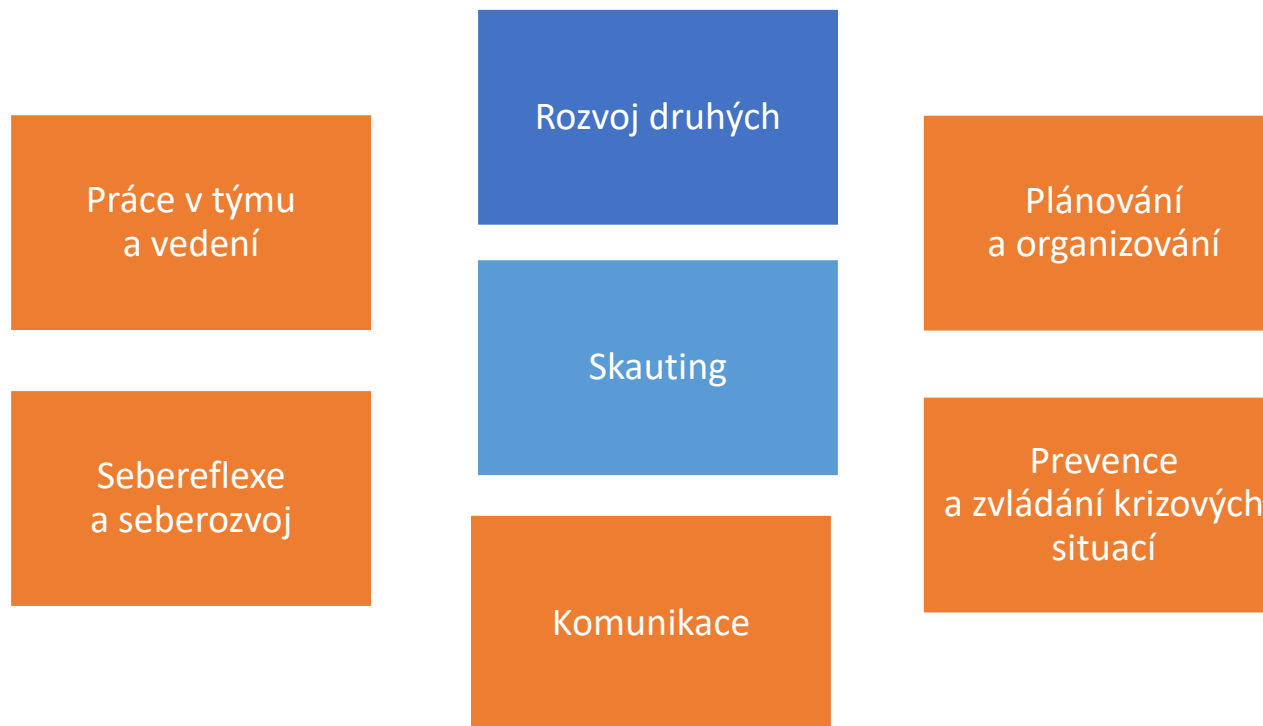 Rozvoj druhých
Práce v týmu
a vedení
Plánování
a organizování
Skauting
Sebereflexe
a seberozvoj
Prevence
a zvládání krizových
situací
Komunikace